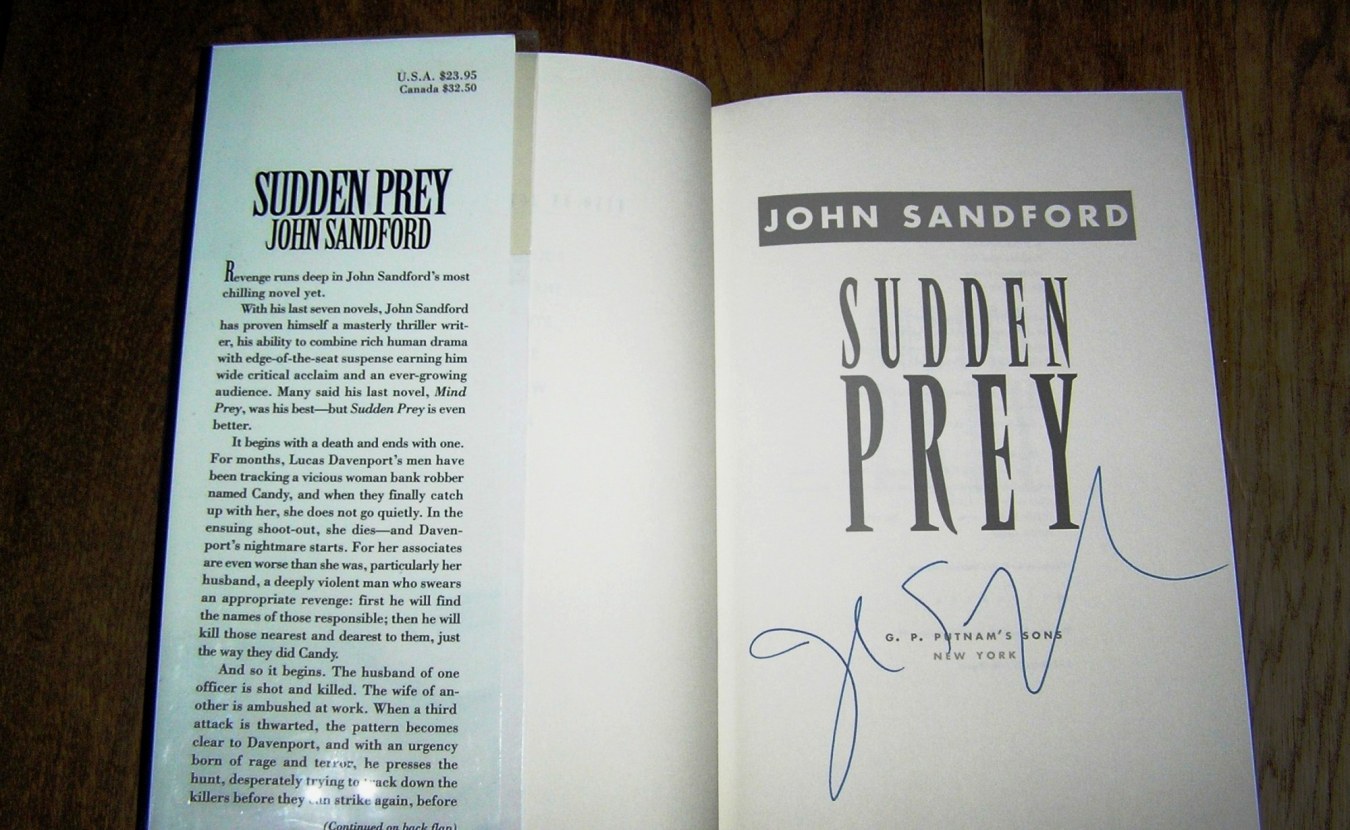 U.S.A. $23.95
Canada $32.50
SUDDEN PREY
JOHN SANDFORD
Revenge runs deep in John Sandford's most
chilling novel yet.
With his last seven novels, John Sandford
has proven himself a masterly thriller writ-
er, his ability to combine rich human drama
with edge-of-the-seat suspense earning him
wide critical acclaim and an ever-growing
audience. Many said his last novel, Mind
Prey, was his best—but Sudden Prey is even
better.
It begins with a death and ends with one.
For months, Lucas Davenport's men have
been tracking a vicious woman bank robber
named Candy, and when they finally catch
up with her, she does not go quietly. In the
ensuing shoot-out, she dies—and Daven-
port's nightmare starts. For her associates
are even worse than she was, particularly her
husband, a deeply violent man who swears
an appropriate revenge: first he will find
the names of those responsible; then he will
kill those nearest and dearest to them, just
the way they did Candy.
And so it begins. The husband of one
officer is shot and killed. The wife of an-
other is ambushed at work. When a third
attack is thwarted, the pattern becomes
clear to Davenport, and with an urgency
born of rage and terror, he presses the
hunt, desperately trying to track down the
killers before they can strike again, before
(Continued on back flap)
JOHN SANDFORD
SUDDEN
PREY
G. P. PUTNAM'S SONS
NEW YORK